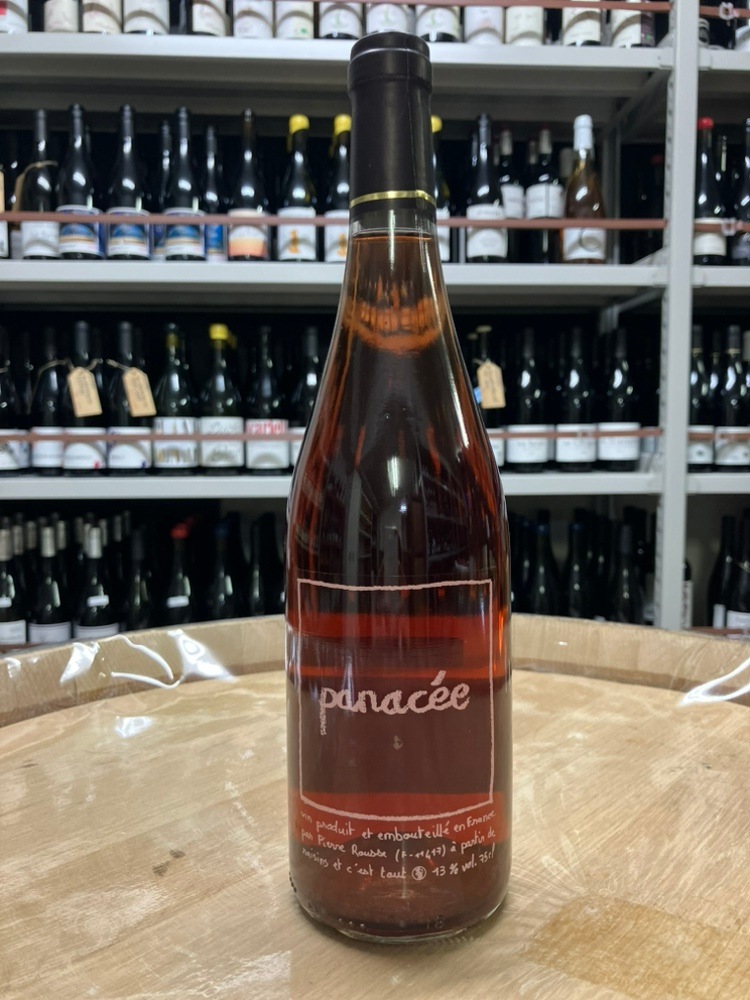 panacée
vin produit et embouteillé en France
par Pierre Rousse (F-11417) à partir de
raisins et c'est tout 13 % vol. 75cl